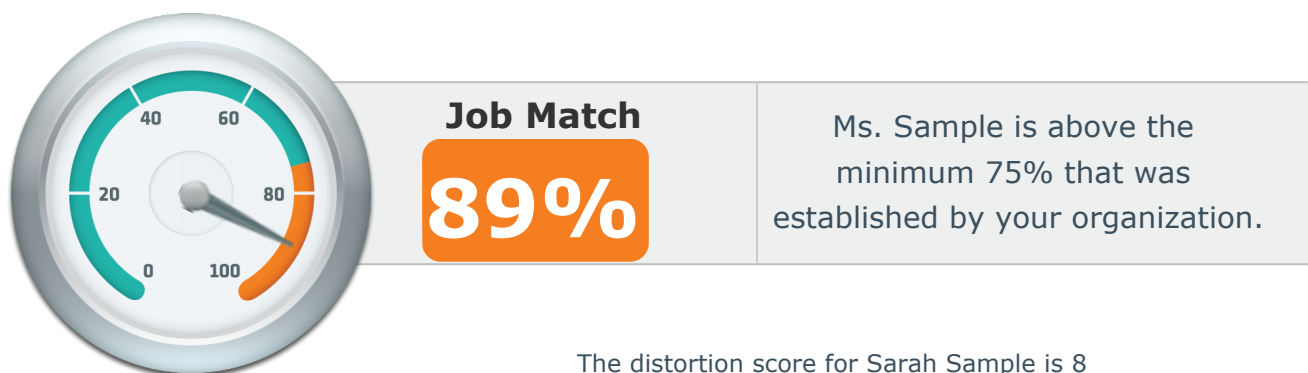 40 60
20 80
0 100
Job Match
89%
Ms. Sample is above the
minimum 75% that was
established by your organization.
The distortion score for Sarah Sample is 8